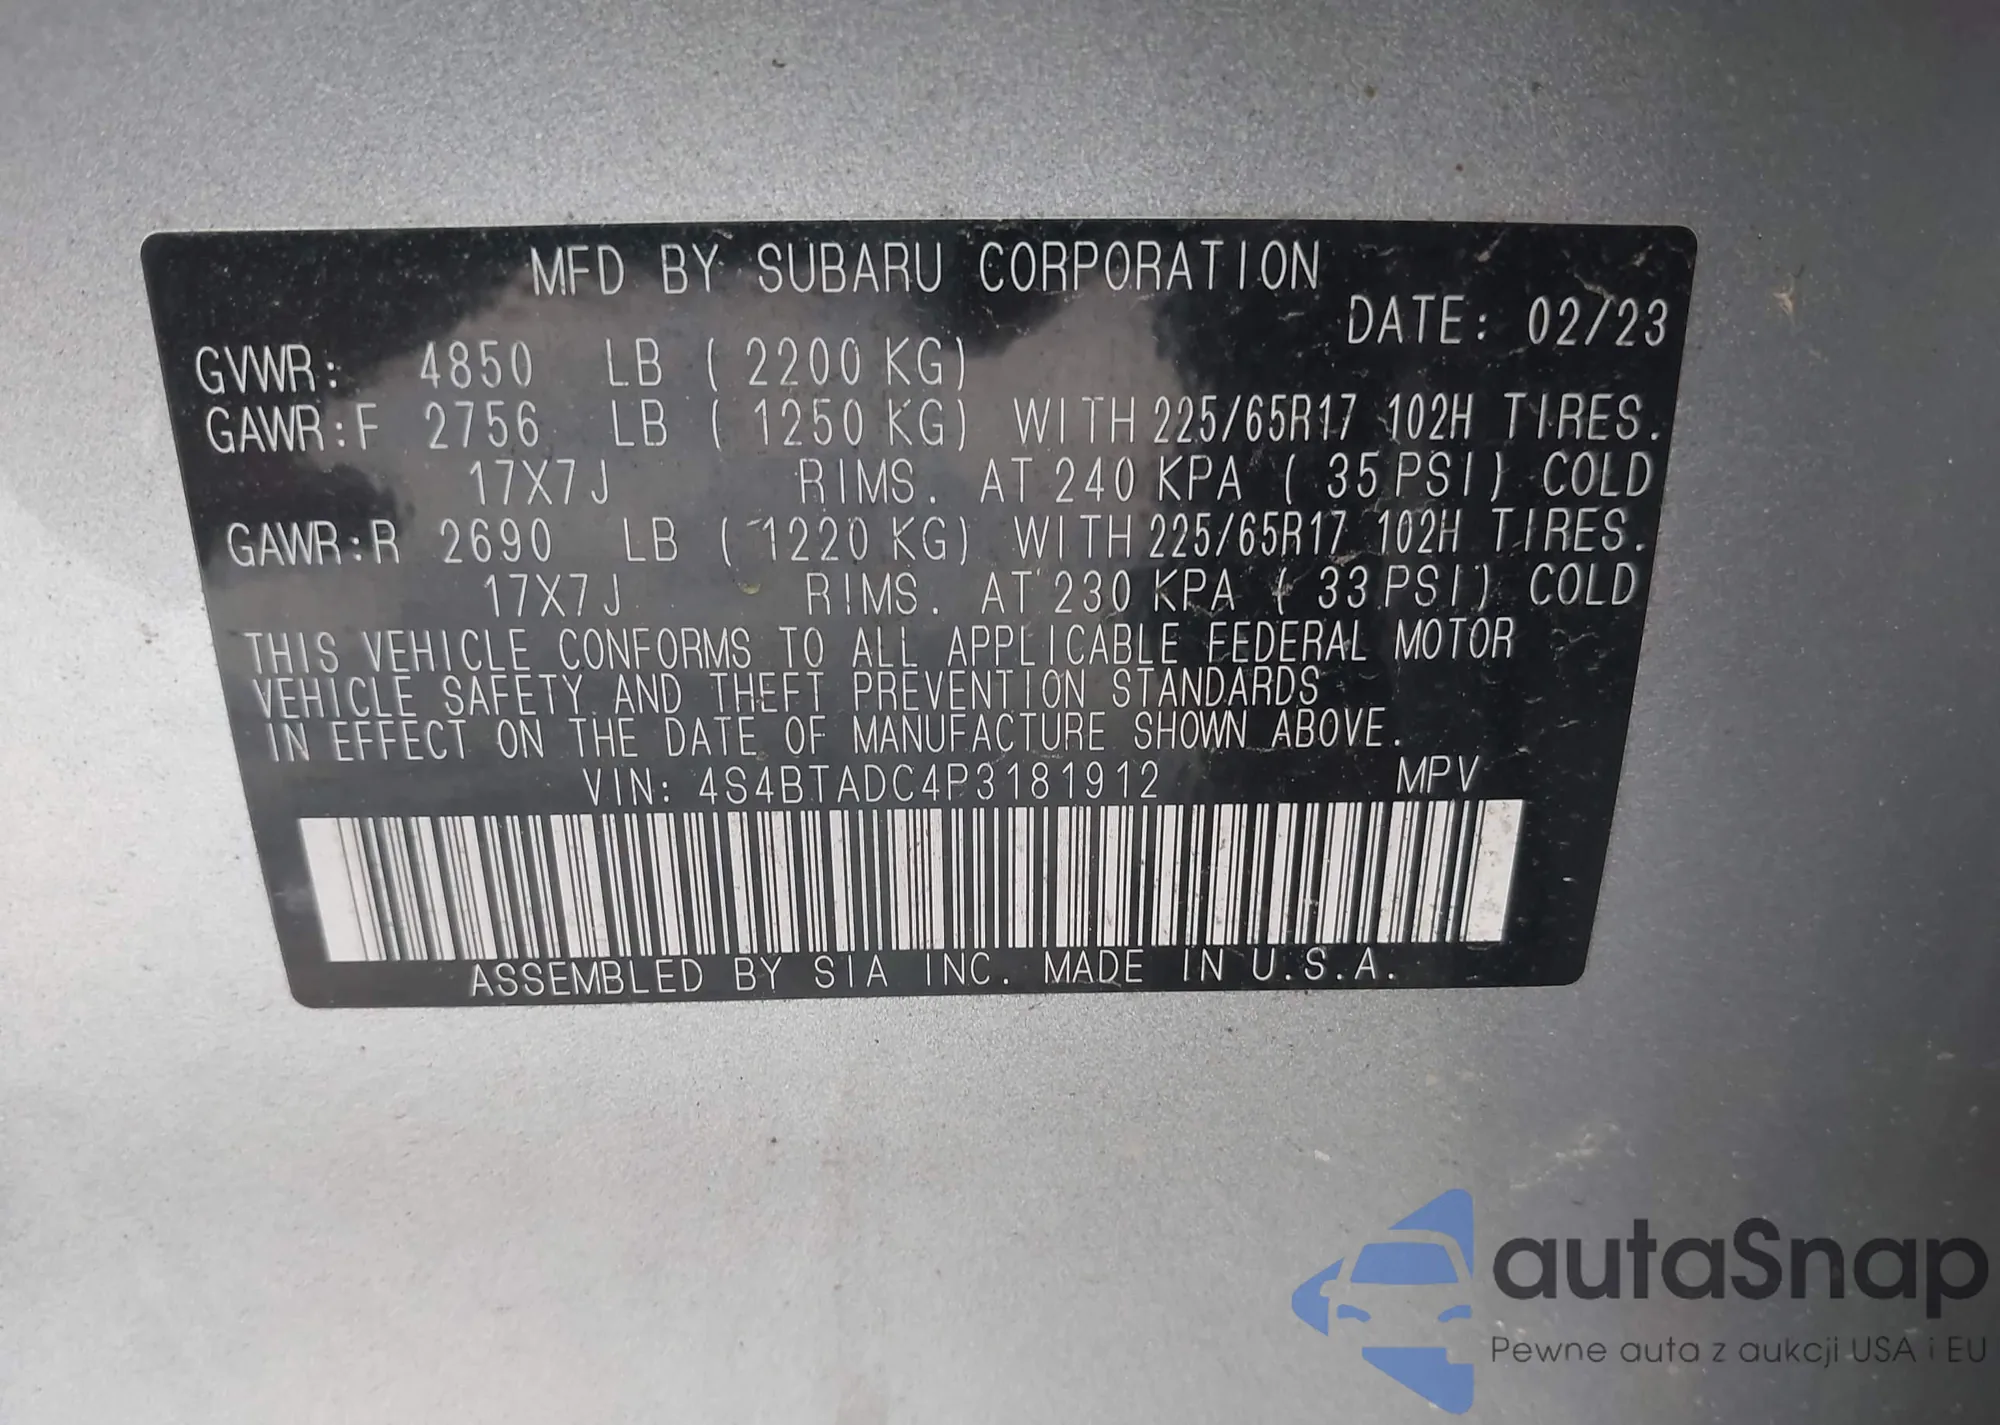 MFD BY SUBARU CORPORATION
DATE: 02/23
GVWR: 4850 LB ( 2200 KG)
GAWR:F 2756 LB ( 1250 KG) WITH 225/65R17 102H TIRES.
17X7J RIMS. AT 240 KPA ( 35 PSI) COLD
GAWR:R 2690 LB ( 1220 KG) WITH 225/65R17 102H TIRES.
17X7J RIMS. AT 230 KPA ( 33 PSI) COLD
THIS VEHICLE CONFORMS TO ALL APPLICABLE FEDERAL MOTOR
VEHICLE SAFETY AND THEFT PREVENTION STANDARDS
IN EFFECT ON THE DATE OF MANUFACTURE SHOWN ABOVE.
VIN: 4S4BTADC4P3181912 MPV
ASSEMBLED BY SIA INC. MADE IN U.S.A.
autaSnap
Pewne auta z aukcji USA i EU